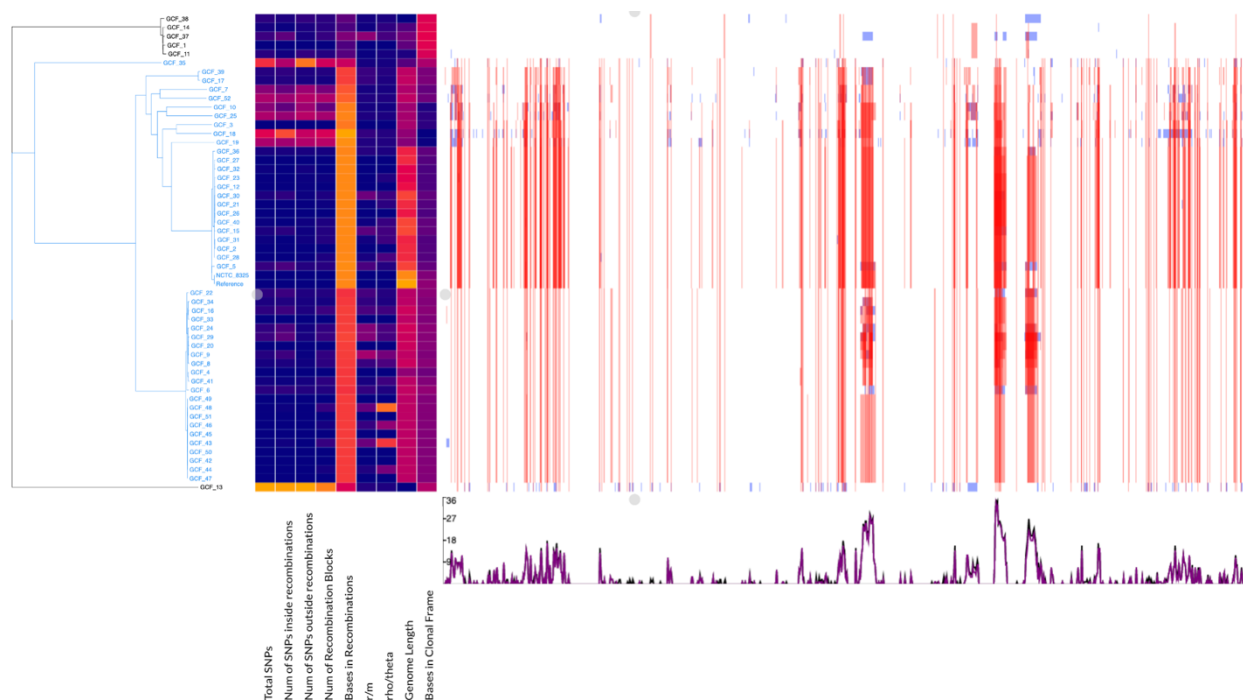 GCF_38
GCF_14
GCF_37
GCF_1
GCF_11
GCF_35
GCF_39
GCF_17
GCF_7
GCF_52
GCF_10
GCF_25
GCF_3
GCF_18
GCF_19
GCF_36
GCF_27
GCF_32
GCF_23
GCF_12
GCF_30
GCF_21
GCF_26
GCF_40
GCF_15
GCF_31
GCF_2
GCF_28
GCF_5
NCTC_8325
Reference
GCF_22
GCF_34
GCF_16
GCF_33
GCF_24
GCF_29
GCF_20
GCF_9
GCF_8
GCF_4
GCF_41
GCF_6
GCF_49
GCF_48
GCF_51
GCF_46
GCF_45
GCF_43
GCF_50
GCF_42
GCF_44
GCF_47
GCF_13
Total SNPs
Num of SNPs inside recombinations
Num of SNPs outside recombinations
Num of Recombination Blocks
Bases in Recombinations
r/m
rho/theta
Genome Length
Bases in Clonal Frame
36
27
18
9